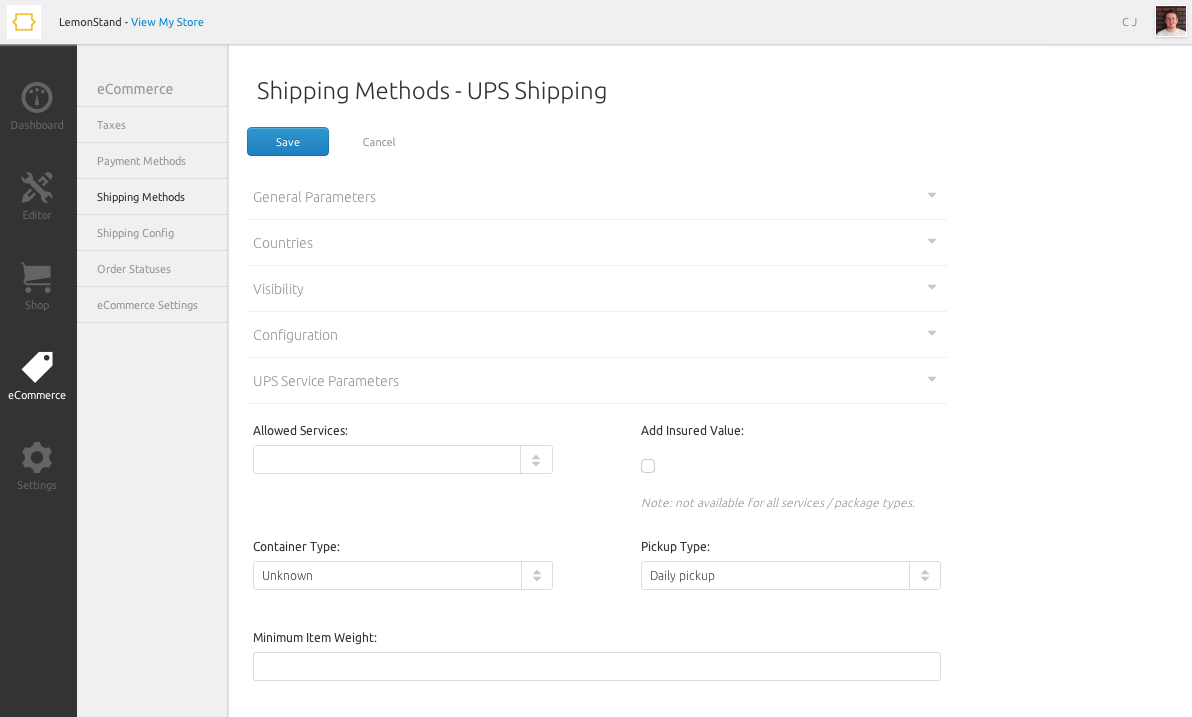 LemonStand - View My Store
C J
Dashboard
Editor
Shop
eCommerce
Settings
eCommerce
Taxes
Payment Methods
Shipping Methods
Shipping Config
Order Statuses
eCommerce Settings
Shipping Methods - UPS Shipping
Save Cancel
General Parameters
Countries
Visibility
Configuration
UPS Service Parameters
Allowed Services:
Add Insured Value:
Note: not available for all services / package types.
Container Type:
Unknown
Pickup Type:
Daily pickup
Minimum Item Weight: